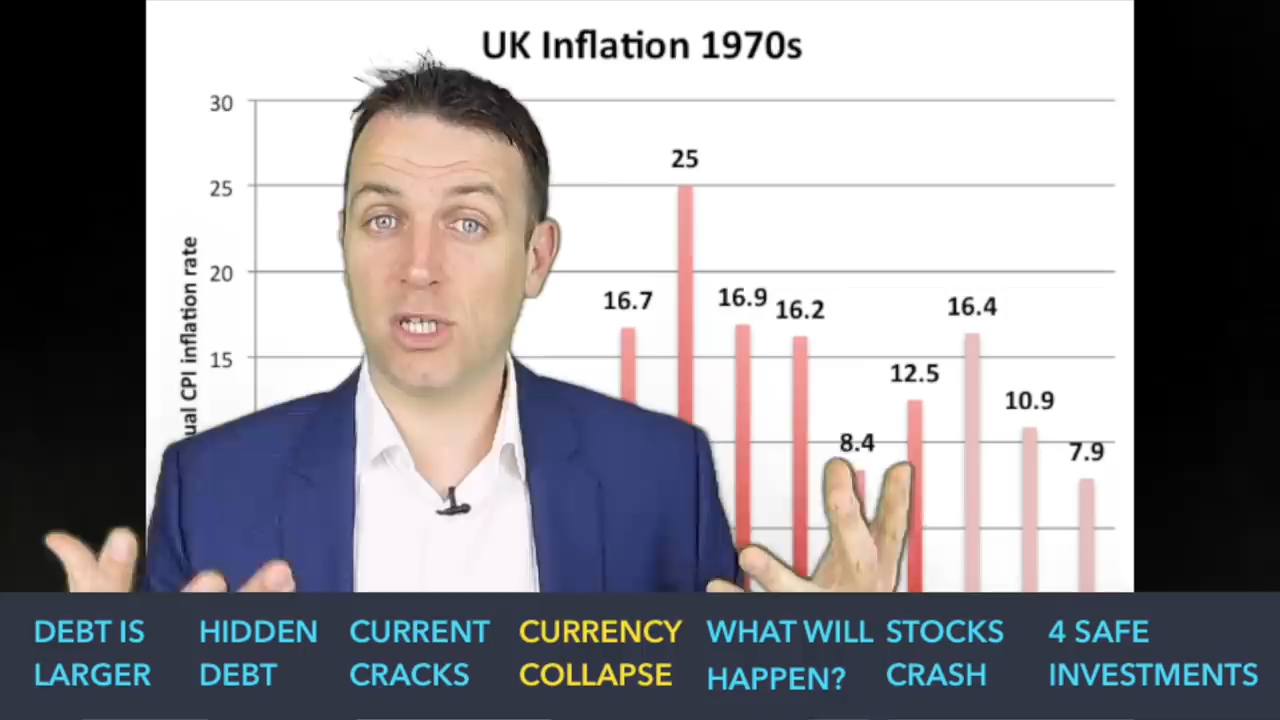 UK Inflation 1970s
30
25
20
15
ual CPI inflation rate
16.7
25
16.9
16.2
8.4
12.5
16.4
10.9
7.9
DEBT IS
LARGER
HIDDEN
DEBT
CURRENT
CRACKS
CURRENCY
COLLAPSE
WHAT WILL
HAPPEN?
STOCKS
CRASH
4 SAFE
INVESTMENTS